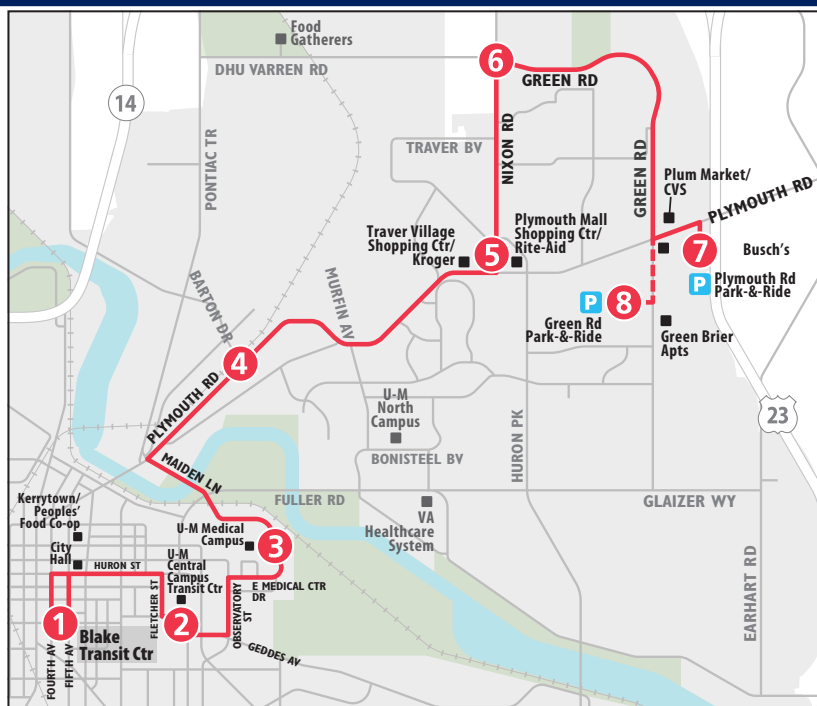 Food
Gatherers
DHU VARREN RD
6
GREEN RD
14
PONTIAC TR
TRAVER BV
NIXON RD
GREEN RD
Plum Market/
CVS
PLYMOUTH RD
Traver Village
Shopping Ctr/
Kroger
5
Plymouth Mall
Shopping Ctr/
Rite-Aid
7
Busch's
P
Plymouth Rd
Park-&-Ride
P
8
Green Rd
Park-&-Ride
Green Brier
Apts
BARTON DR
MURFIN AV
4
PLYMOUTH RD
U-M
North
Campus
HURON PK
23
MAIDEN LN
BONISTEEL BV
FULLER RD
GLAIZER WY
Kerrytown/
Peoples'
Food Co-op
U-M Medical
Campus
3
VA
Healthcare
System
City
Hall
HURON ST
U-M
Central
Campus
Transit Ctr
E MEDICAL CTR
DR
FLETCHER ST
OBSERVATORY
ST
EARHART RD
1
2
Blake
Transit Ctr
GEDDES AV
FOURTH AV
FIFTH AV